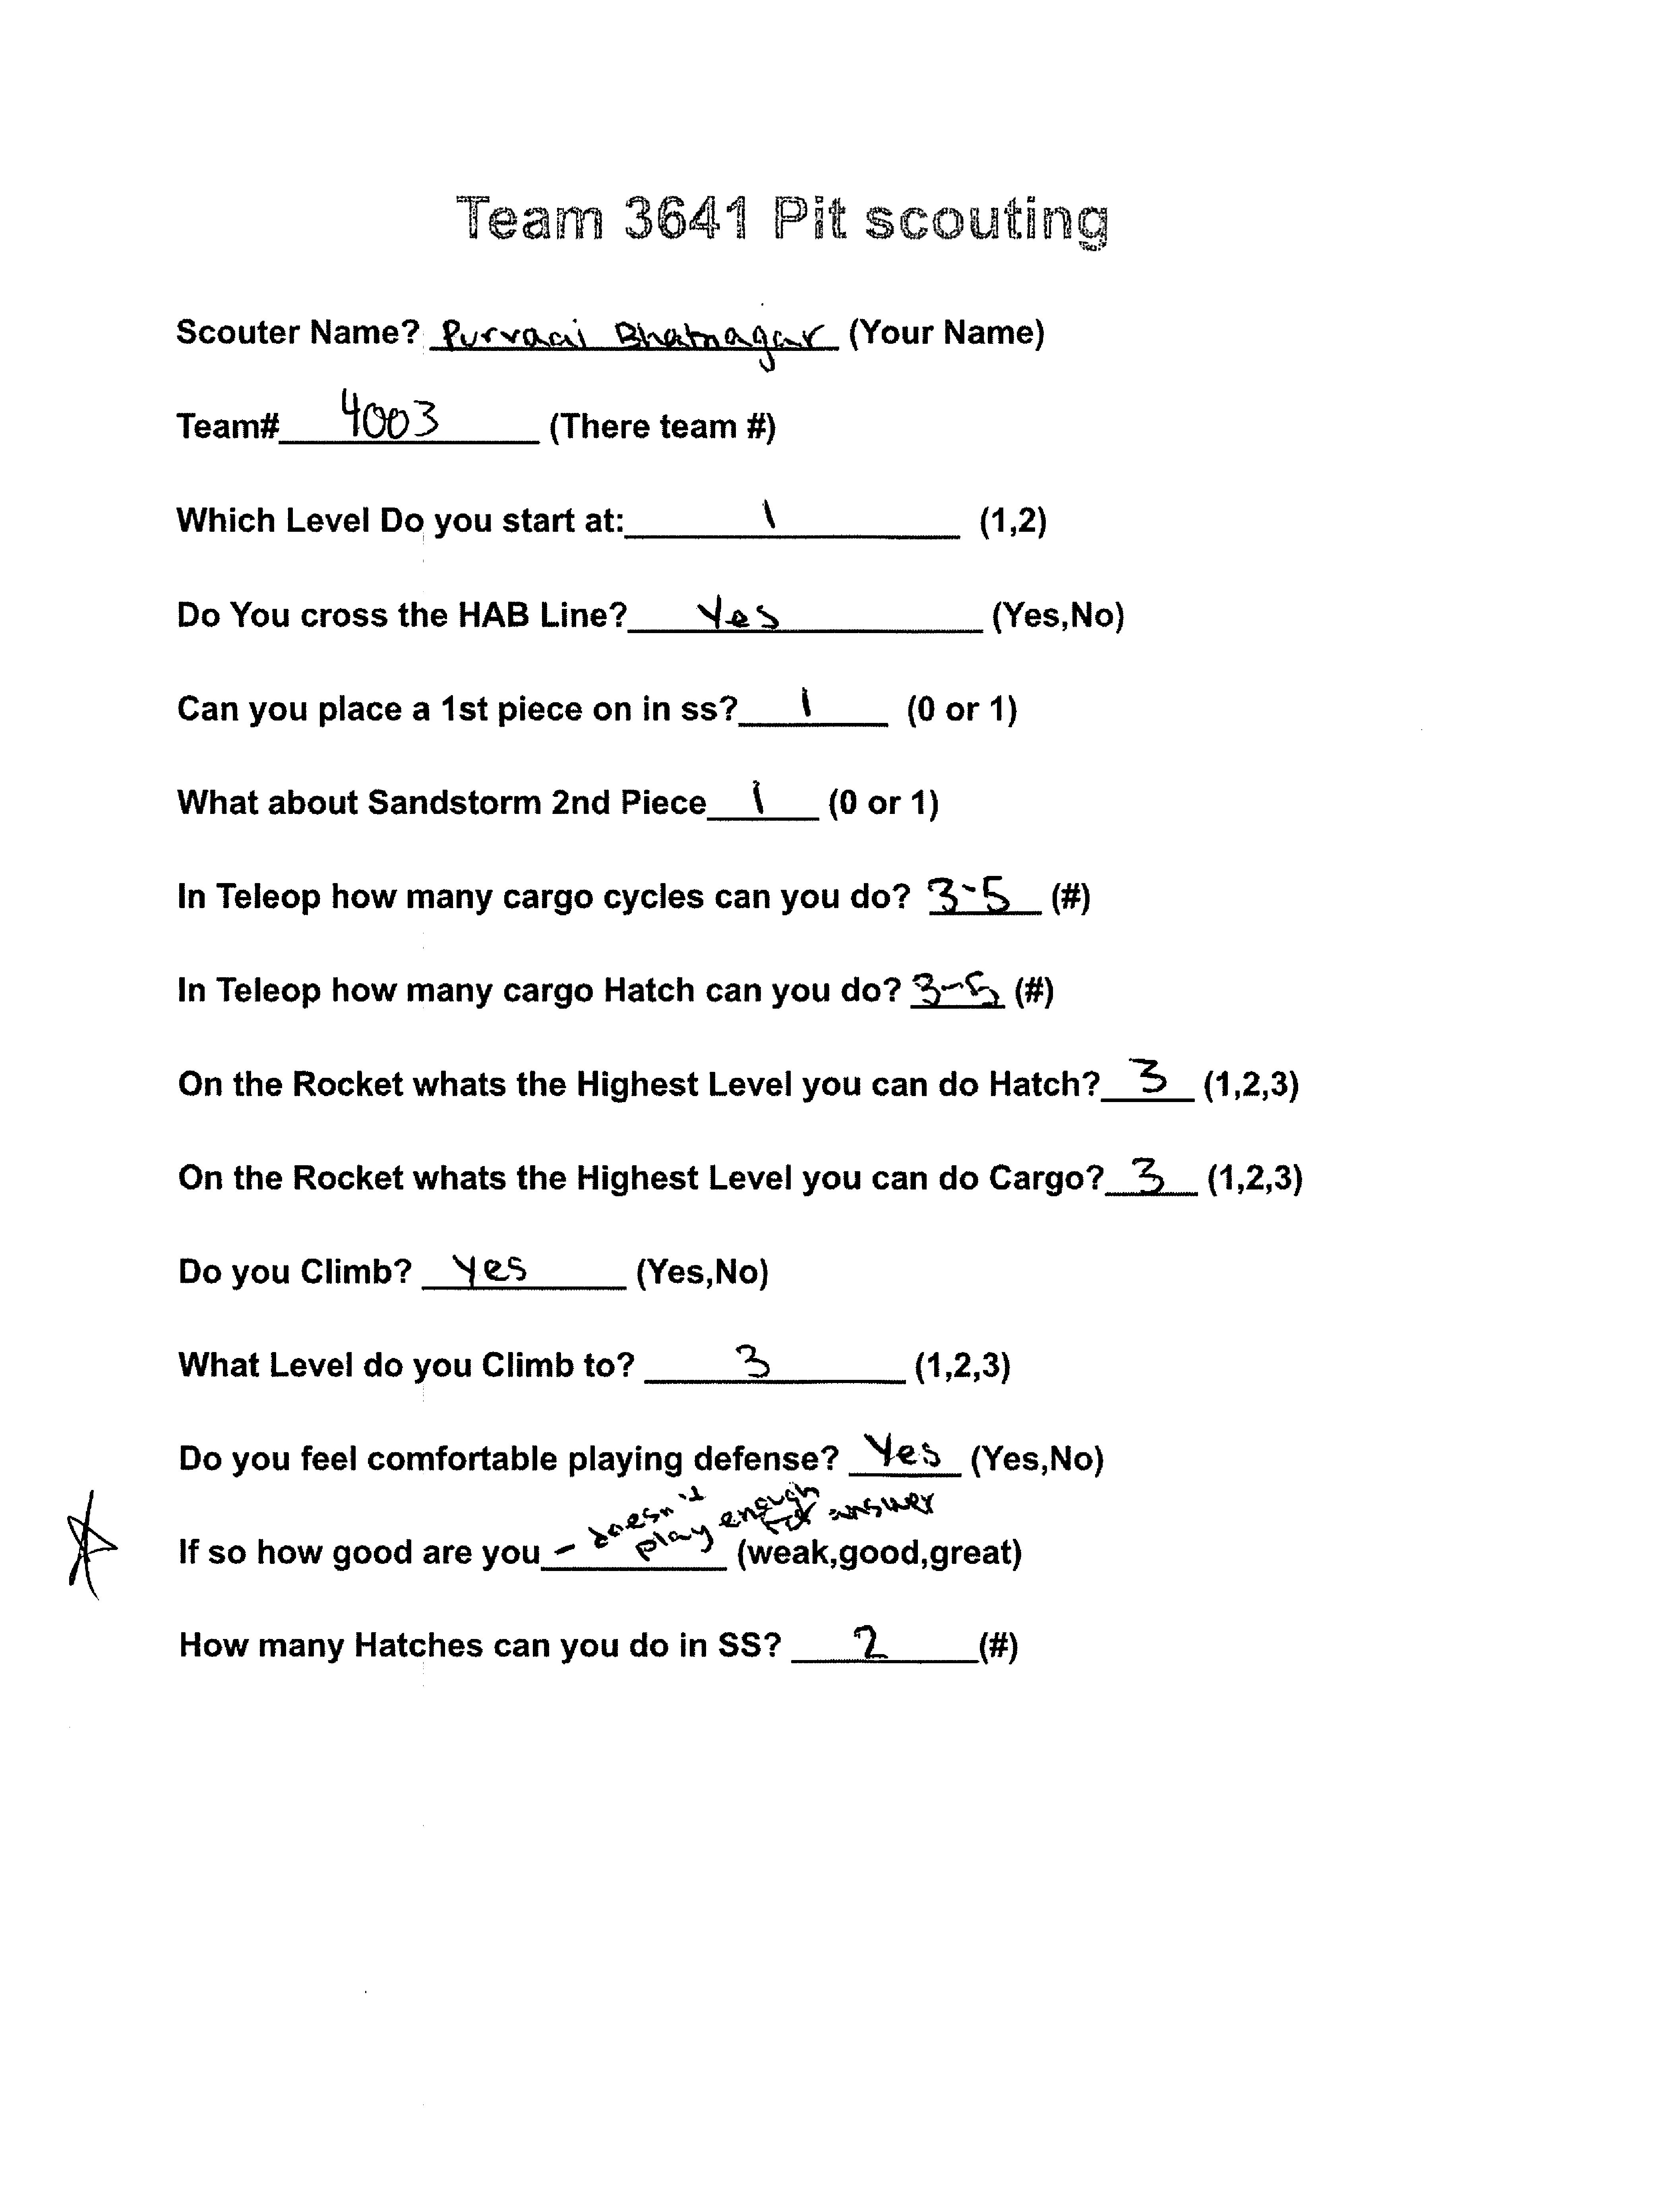 Team 3641 Pit scouting
Scouter Name? Purvaai Bhatnagar (Your Name)
Team# 4003 (There team #)
Which Level Do you start at: 1 (1,2)
Do You cross the HAB Line? Yes (Yes,No)
Can you place a 1st piece on in ss? 1 (0 or 1)
What about Sandstorm 2nd Piece 1 (0 or 1)
In Teleop how many cargo cycles can you do? 3-5 (#)
In Teleop how many cargo Hatch can you do? 3-5 (#)
On the Rocket whats the Highest Level you can do Hatch? 3 (1,2,3)
On the Rocket whats the Highest Level you can do Cargo? 3 (1,2,3)
Do you Climb? Yes (Yes,No)
What Level do you Climb to? 3 (1,2,3)
Do you feel comfortable playing defense? Yes (Yes,No)
If so how good are you - doesn't play enough to answer (weak,good,great)
How many Hatches can you do in SS? 2 (#)